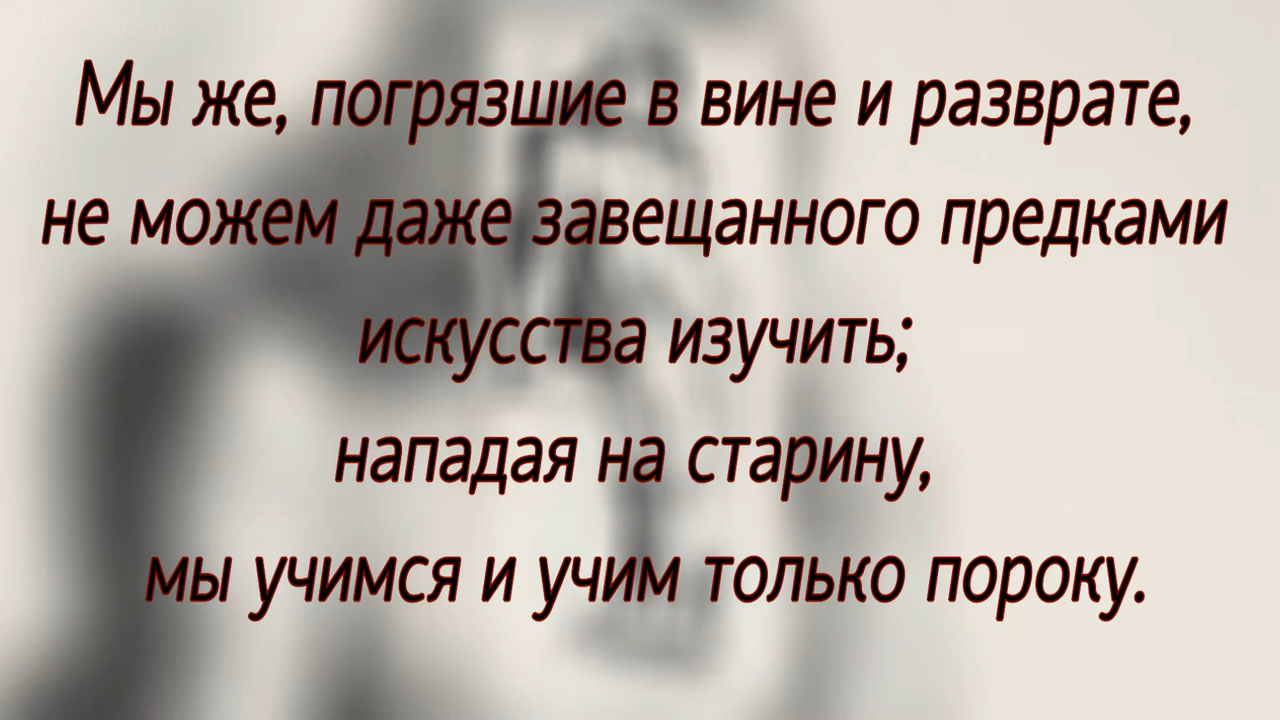 Мы же, погрязшие в вине и разврате,
не можем даже завещанного предками
искусства изучить;
нападая на старину,
мы учимся и учим только пороку.